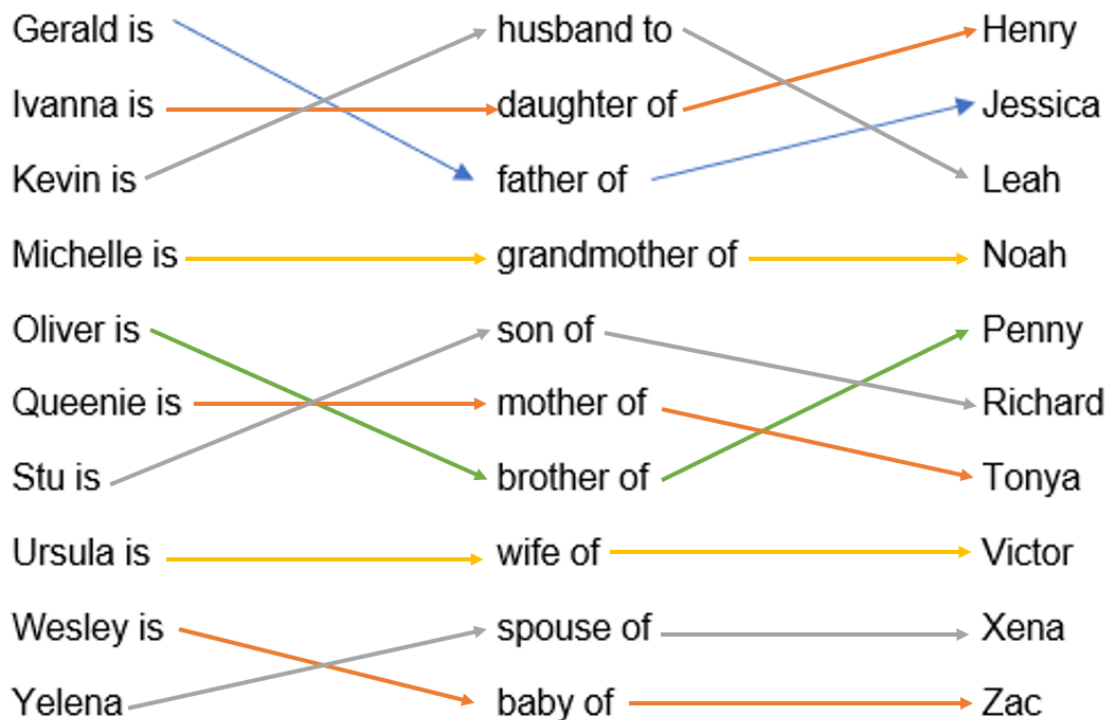 Gerald is husband to Henry
Ivanna is daughter of Jessica
Kevin is father of Leah
Michelle is grandmother of Noah
Oliver is son of Penny
Queenie is mother of Richard
Stu is brother of Tonya
Ursula is wife of Victor
Wesley is spouse of Xena
Yelena baby of Zac